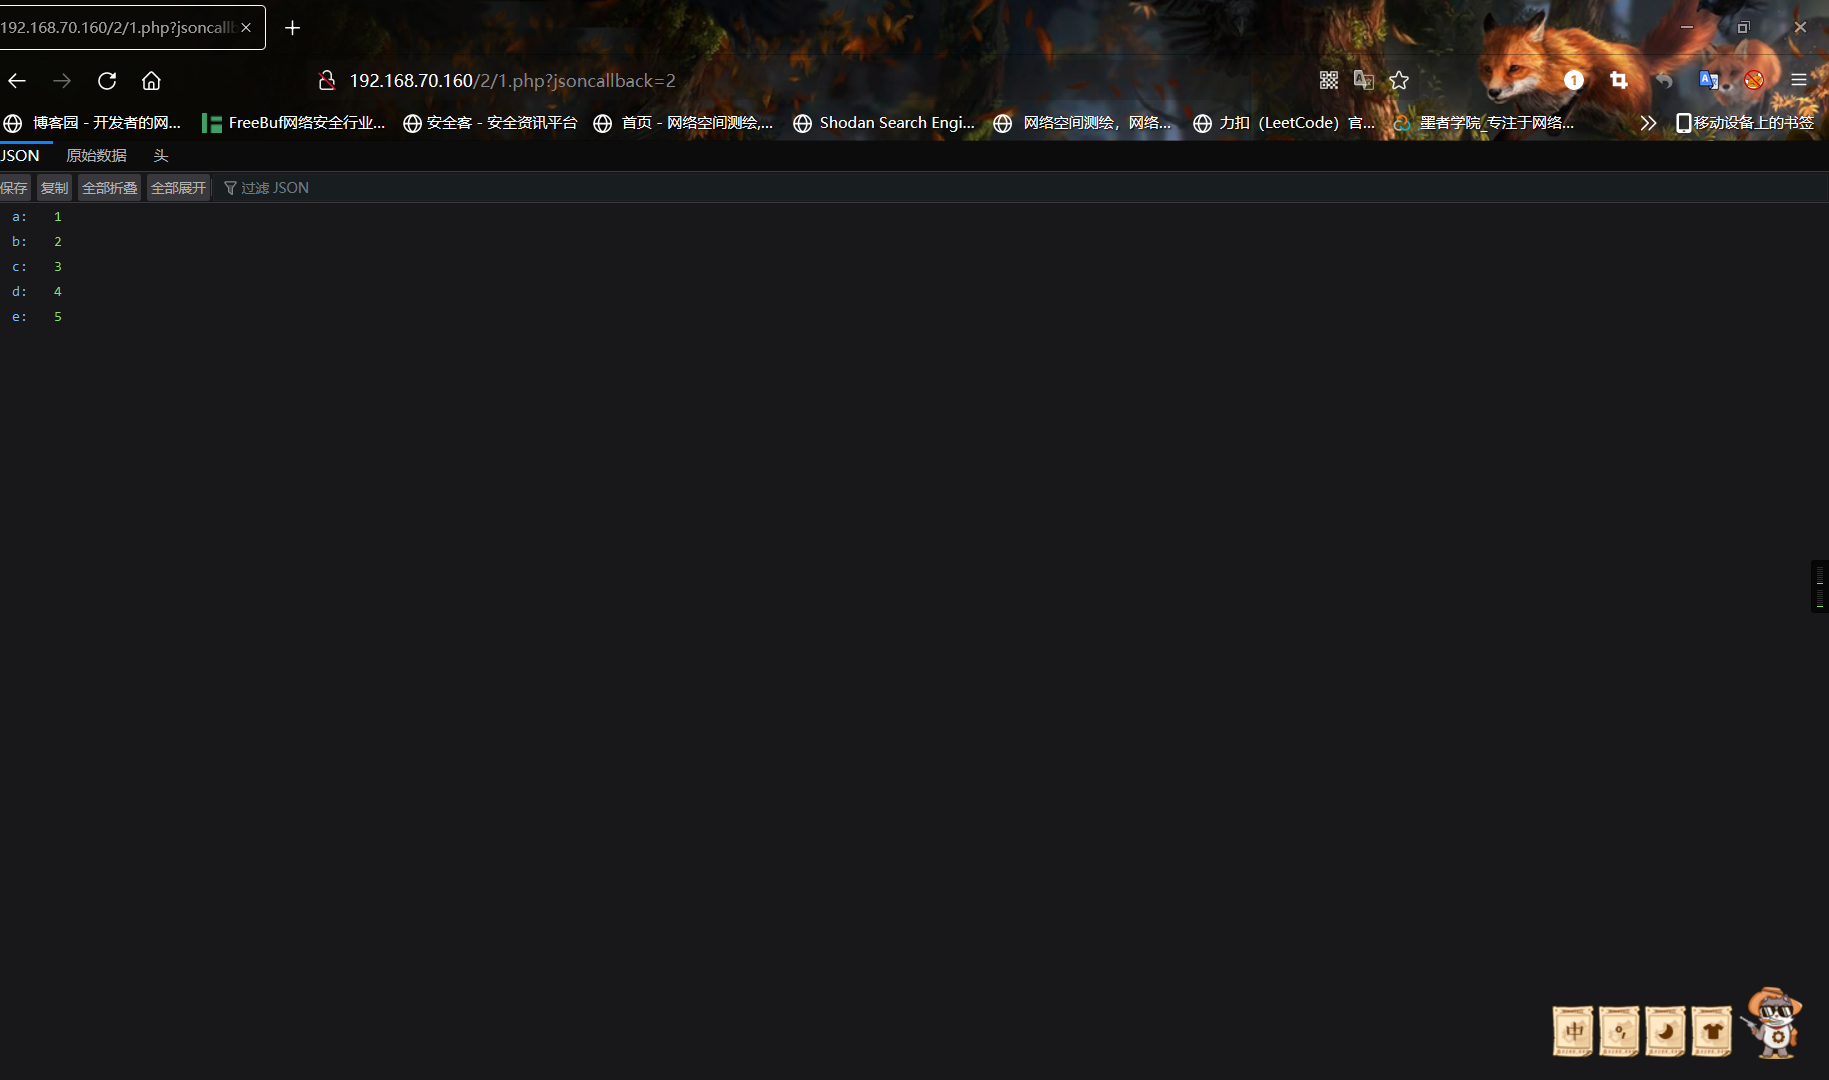 192.168.70.160/2/1.php?jsoncallb
192.168.70.160/2/1.php?jsoncallback=2
1
博客园 - 开发者的网... FreeBuf网络安全行业... 安全客 - 安全资讯平台 首页 - 网络空间测绘,... Shodan Search Engi... 网络空间测绘，网络... 力扣（LeetCode）官... 墨者学院_专注于网络... 移动设备上的书签
JSON 原始数据 头
保存 复制 全部折叠 全部展开 过滤 JSON
a: 1
b: 2
c: 3
d: 4
e: 5
中